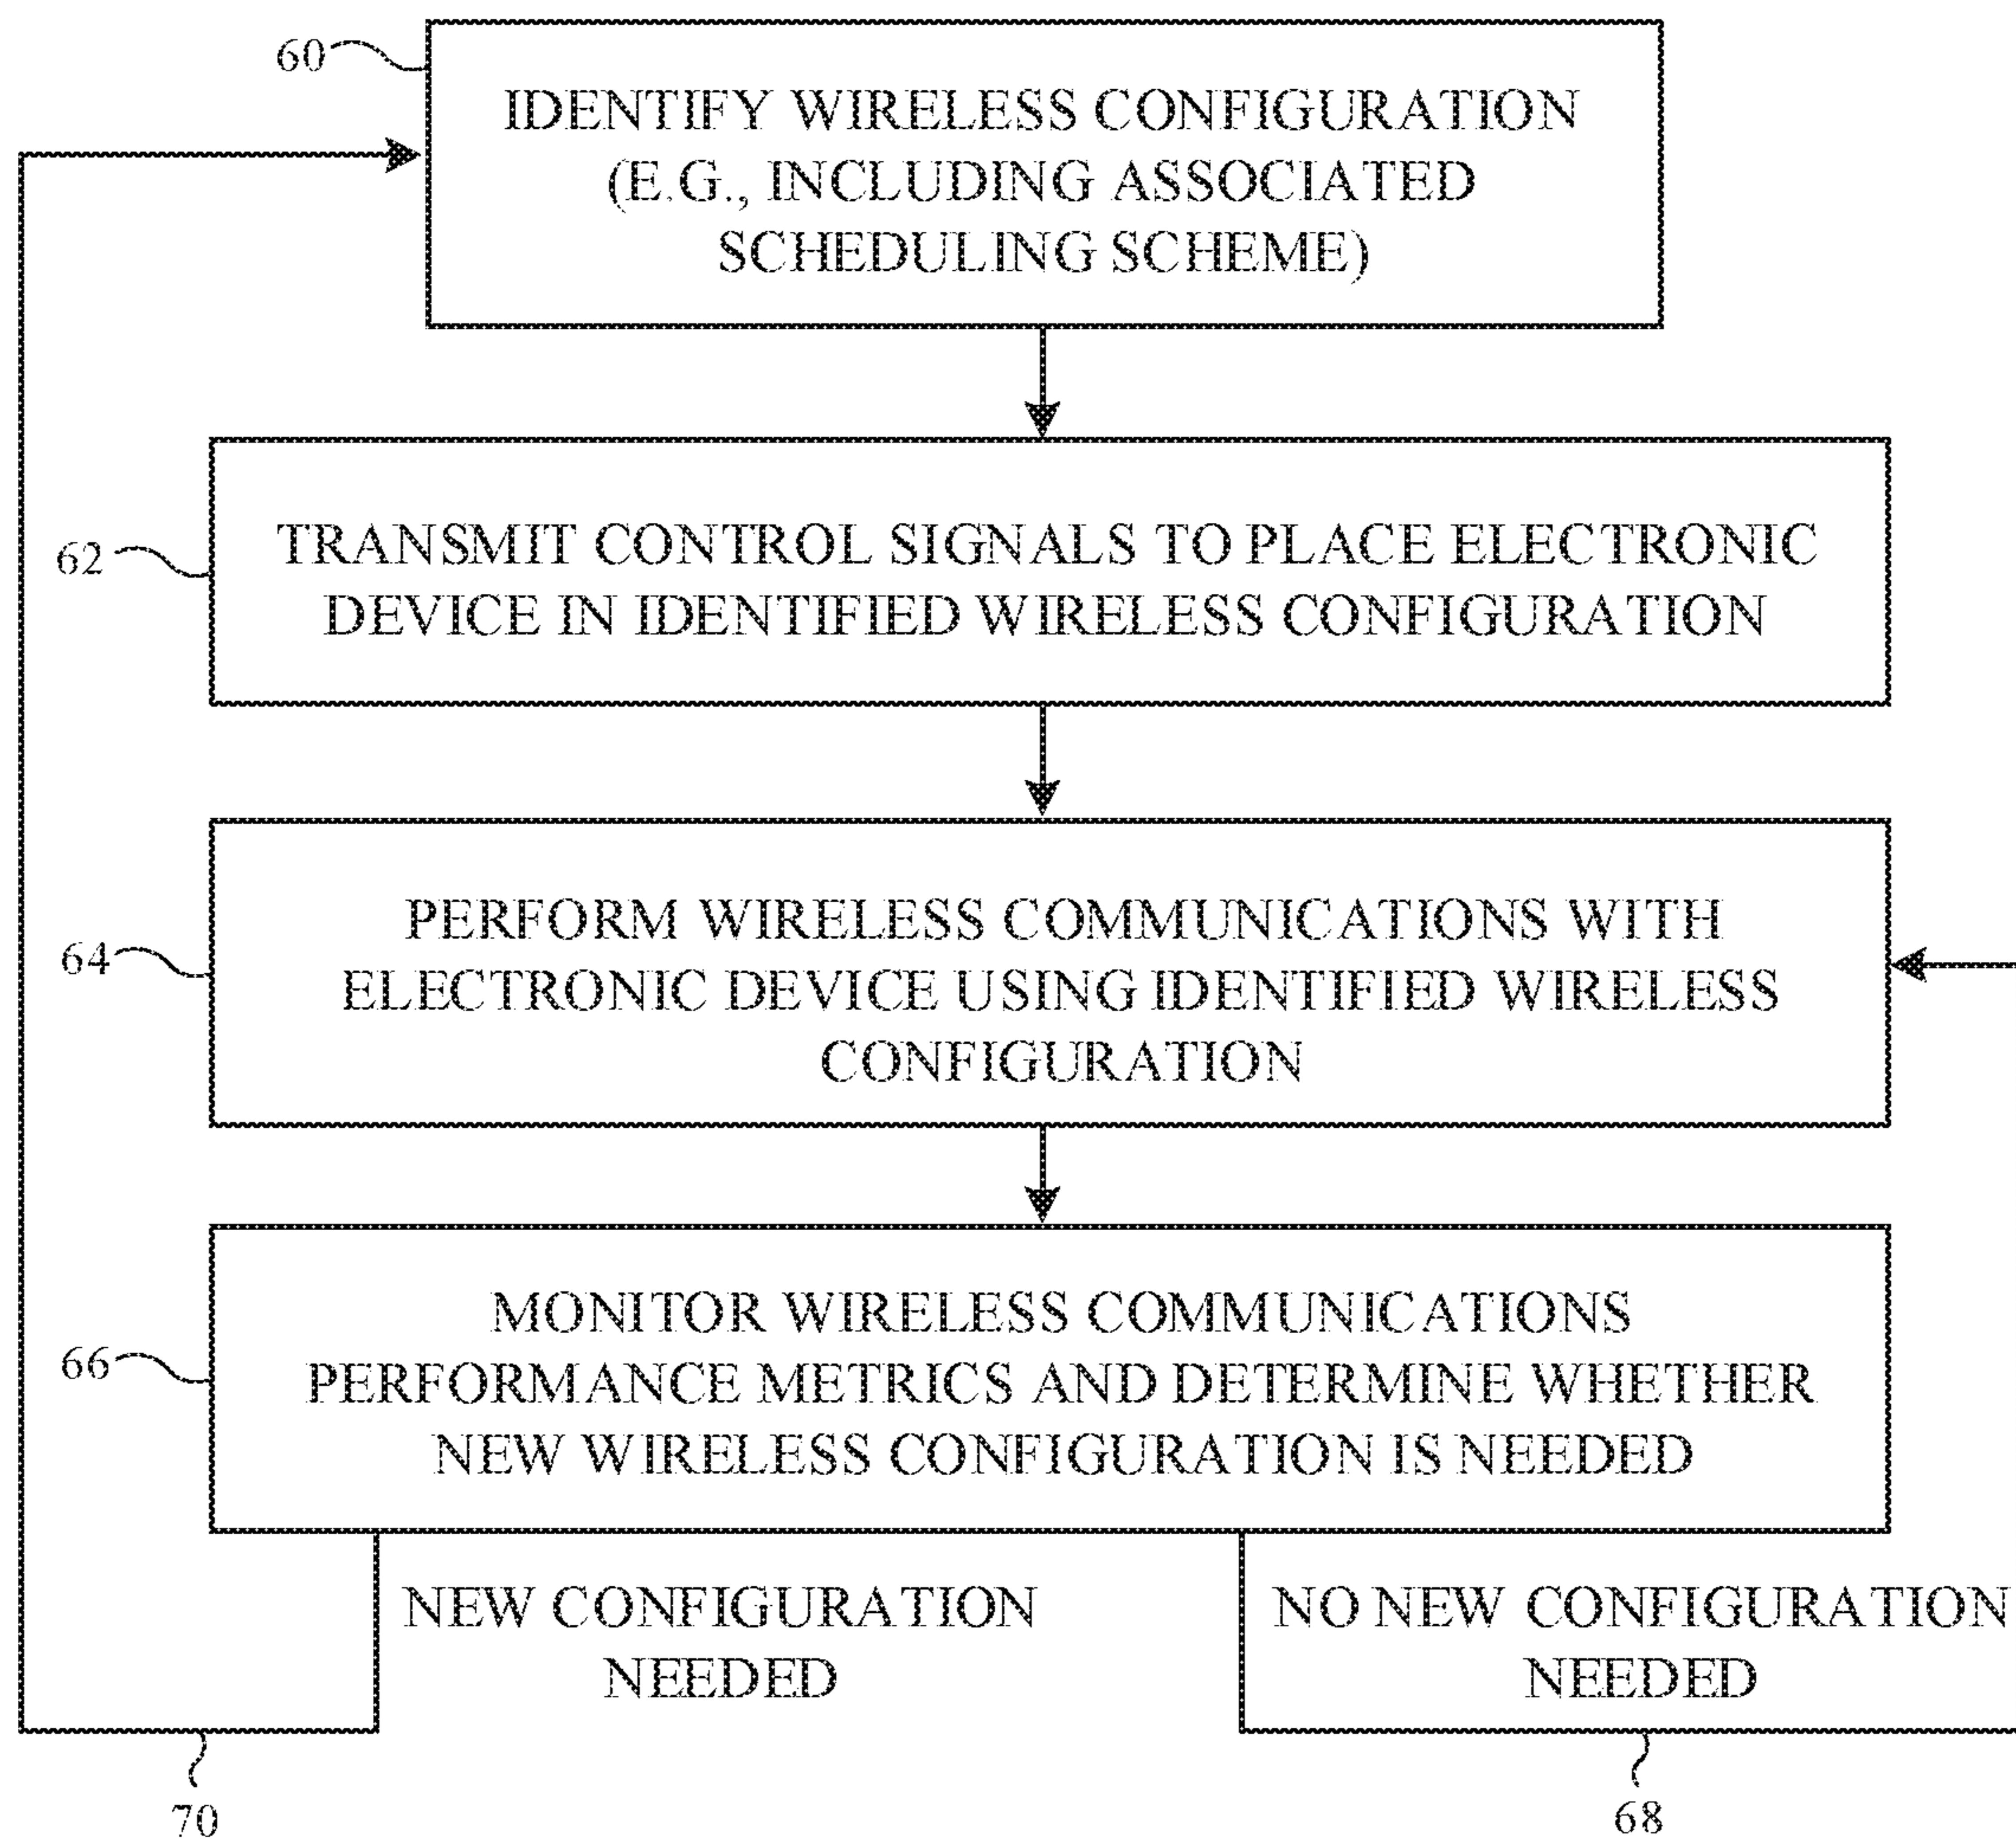 60
IDENTIFY WIRELESS CONFIGURATION
(E.G., INCLUDING ASSOCIATED
SCHEDULING SCHEME)
62
TRANSMIT CONTROL SIGNALS TO PLACE ELECTRONIC
DEVICE IN IDENTIFIED WIRELESS CONFIGURATION
64
PERFORM WIRELESS COMMUNICATIONS WITH
ELECTRONIC DEVICE USING IDENTIFIED WIRELESS
CONFIGURATION
66
MONITOR WIRELESS COMMUNICATIONS
PERFORMANCE METRICS AND DETERMINE WHETHER
NEW WIRELESS CONFIGURATION IS NEEDED
NEW CONFIGURATION
NEEDED
NO NEW CONFIGURATION
NEEDED
70
68